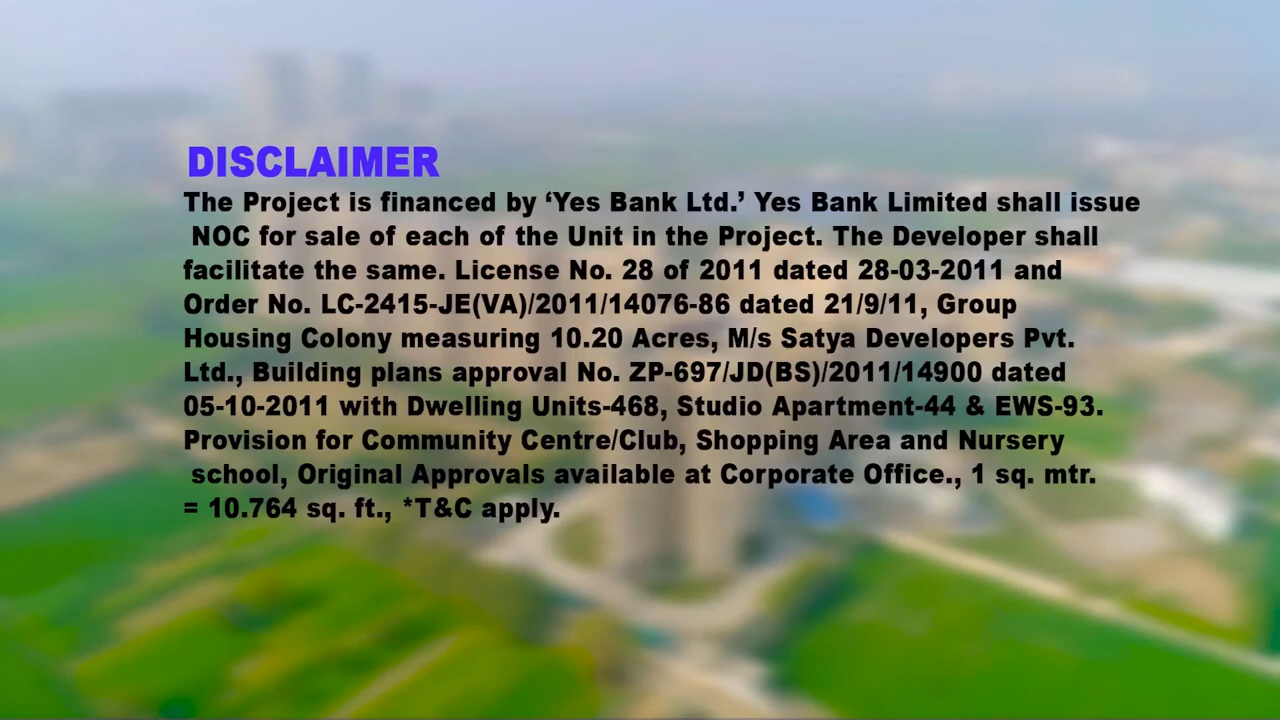 DISCLAIMER
The Project is financed by ‘Yes Bank Ltd.’ Yes Bank Limited shall issue
NOC for sale of each of the Unit in the Project. The Developer shall
facilitate the same. License No. 28 of 2011 dated 28-03-2011 and
Order No. LC-2415-JE(VA)/2011/14076-86 dated 21/9/11, Group
Housing Colony measuring 10.20 Acres, M/s Satya Developers Pvt.
Ltd., Building plans approval No. ZP-697/JD(BS)/2011/14900 dated
05-10-2011 with Dwelling Units-468, Studio Apartment-44 & EWS-93.
Provision for Community Centre/Club, Shopping Area and Nursery
school, Original Approvals available at Corporate Office., 1 sq. mtr.
= 10.764 sq. ft., *T&C apply.